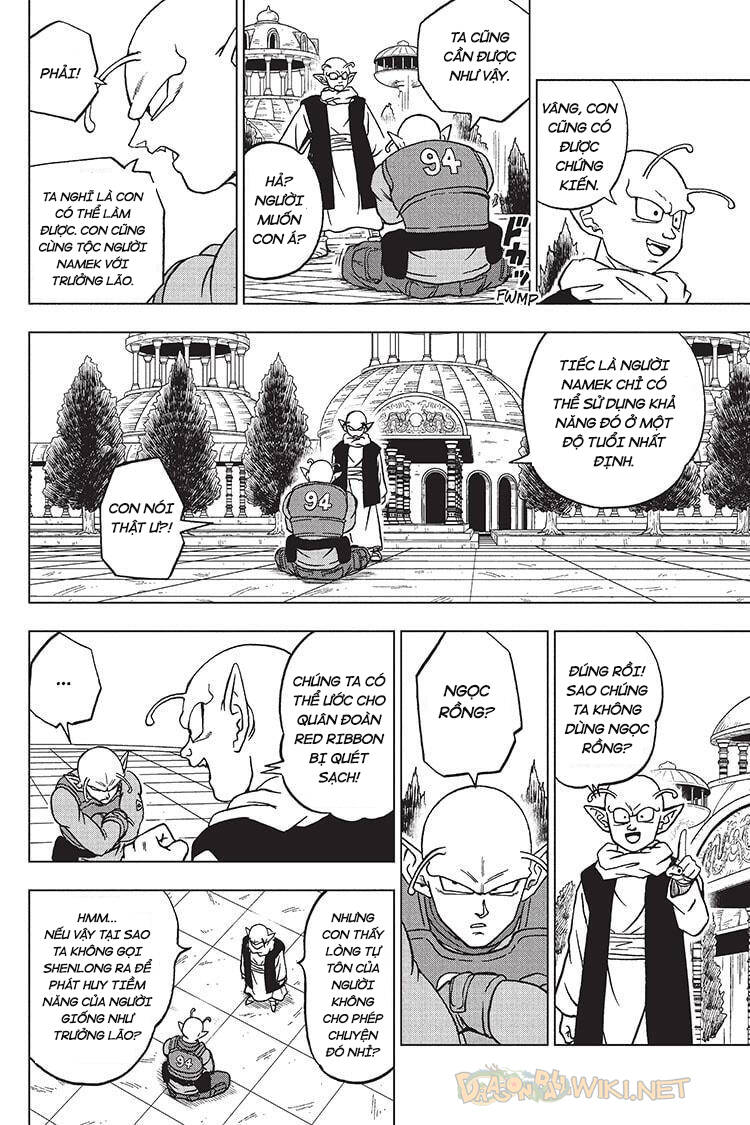 VÂNG, CON
CŨNG CÓ
ĐƯỢC
CHỨNG
KIẾN.
TA CŨNG
CẦN ĐƯỢC
NHƯ VẬY.
94
HẢ?
NGƯỜI
MUỐN
CON Á?
ドカッ
FWMP
PHẢI!
TA NGHĨ LÀ CON
CÓ THỂ LÀM
ĐƯỢC. CON CŨNG
CÙNG TỘC NGƯỜI
NAMEK VỚI
TRƯỞNG LÃO.
TIẾC LÀ NGƯỜI
NAMEK CHỈ CÓ
THỂ SỬ DỤNG KHẢ
NĂNG ĐÓ Ở MỘT
ĐỘ TUỔI NHẤT
ĐỊNH.
94
CON NÓI
THẬT Ư?!
ĐÚNG RỒI!
SAO CHÚNG
TA KHÔNG
DÙNG NGỌC
RỒNG?
NGỌC
RỒNG?
CHÚNG TA CÓ
THỂ ƯỚC CHO
QUÂN ĐOÀN
RED RIBBON
BỊ QUÉT
SẠCH!
...
NHƯNG
CON THẤY
LÒNG TỰ
TÔN CỦA
NGƯỜI
KHÔNG
CHO PHÉP
CHUYỆN
ĐÓ NHỈ?
HMM...
NẾU VẬY TẠI SAO
TA KHÔNG GỌI
SHENLONG RA ĐỂ
PHÁT HUY TIỀM
NĂNG CỦA NGƯỜI
GIỐNG NHƯ
TRƯỞNG LÃO?
94
DRAGONBALLWIKI.NET